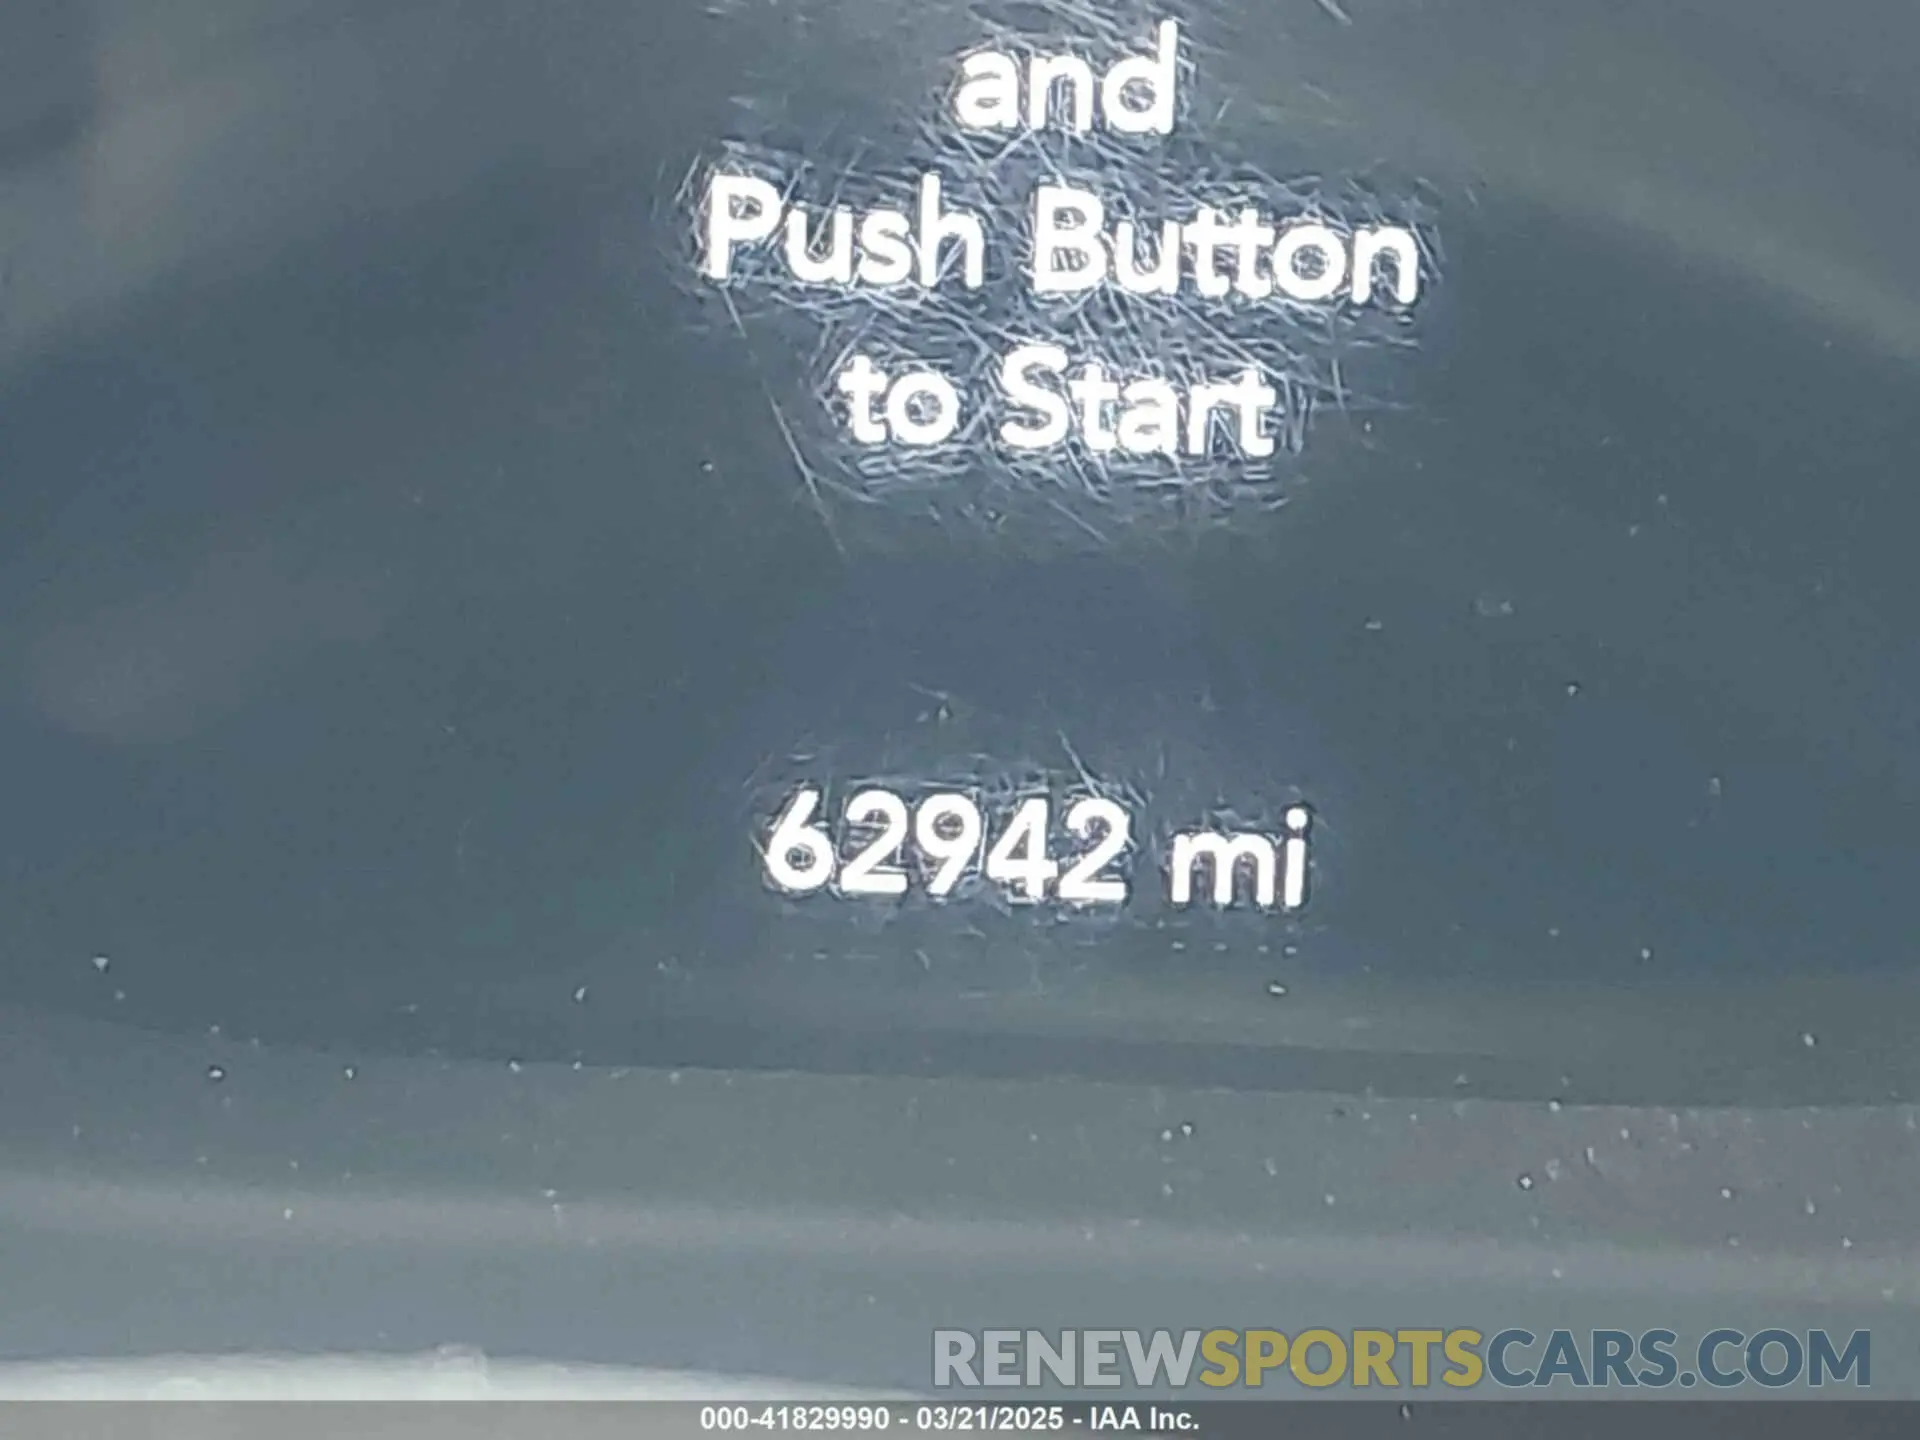 and
Push Button
to Start
62942 mi
RENEWSPORTSCARS.COM
000-41829990 - 03/21/2025 - IAA Inc.